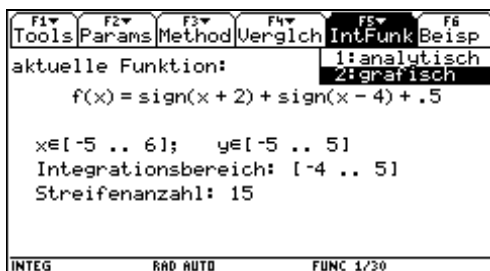 F1▾ F2▾ F3▾ F4▾ F5▾ F6
Tools Params Method Verglch IntFunk Beisp
1:analytisch
aktuelle Funktion:
2:grafisch
f(x) = sign(x + 2) + sign(x - 4) + .5
x∈[-5 .. 6]; y∈[-5 .. 5]
Integrationsbereich: [-4 .. 5]
Streifenanzahl: 15
INTEG RAD AUTO FUNC 1/30